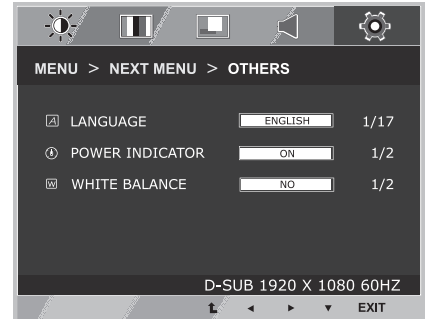 MENU > NEXT MENU > OTHERS
A LANGUAGE ENGLISH 1/17
POWER INDICATOR ON 1/2
W WHITE BALANCE NO 1/2
D-SUB 1920 X 1080 60HZ
EXIT